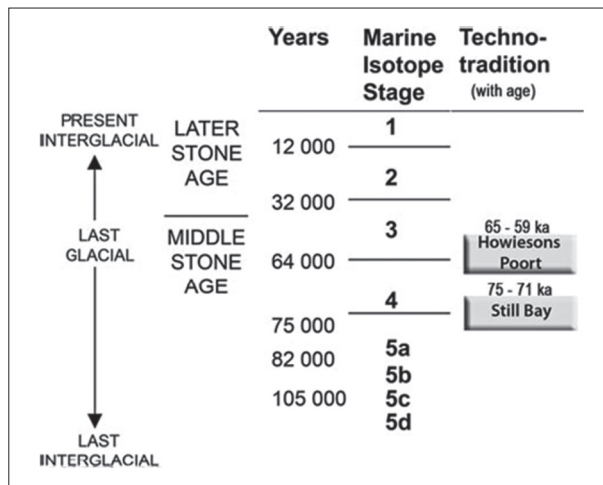 Years
Marine
Isotope
Stage
Techno-
tradition
(with age)
PRESENT
INTERGLACIAL
LATER
STONE
AGE
1
12 000
2
32 000
LAST
GLACIAL
MIDDLE
STONE
AGE
3
65 - 59 ka
Howiesons
Poort
64 000
75 - 71 ka
4
Still Bay
75 000
5a
82 000
5b
105 000
5c
5d
LAST
INTERGLACIAL